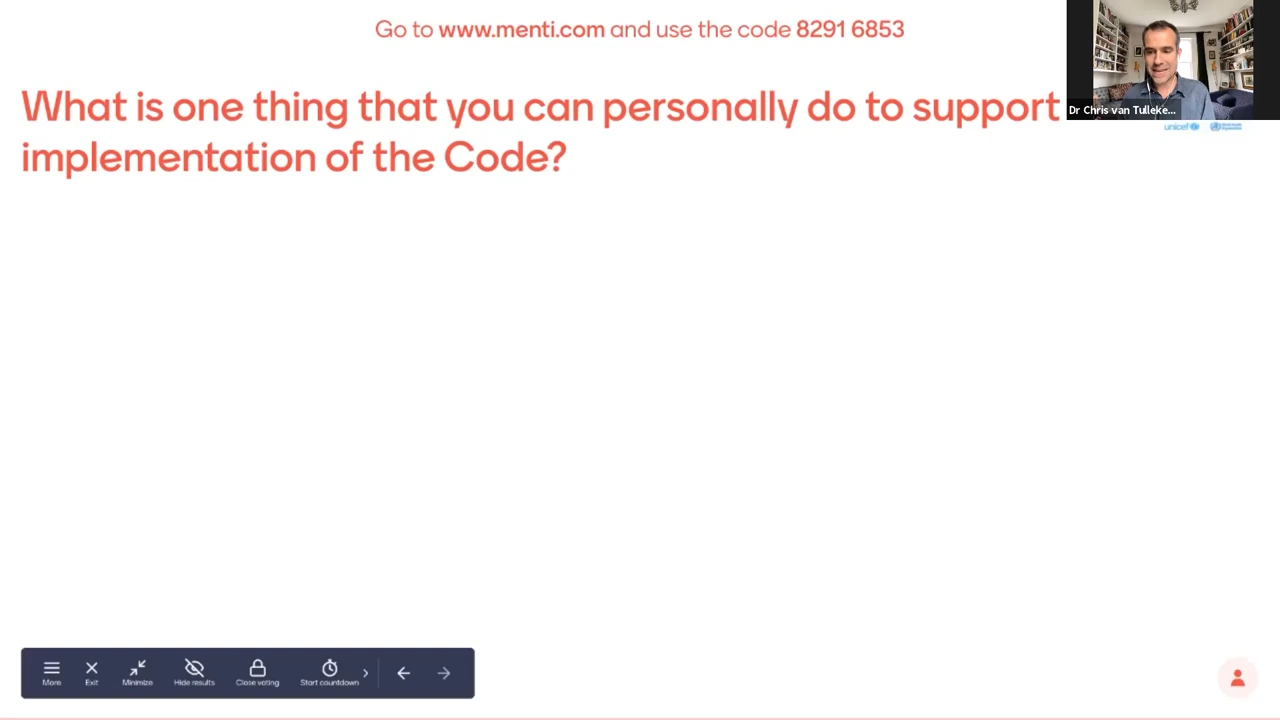 Go to www.menti.com and use the code 8291 6853
What is one thing that you can personally do to support
implementation of the Code?
Dr Chris van Tulleke...
unicef
More
Exit
Minimize
Hide results
Close voting
Start countdown